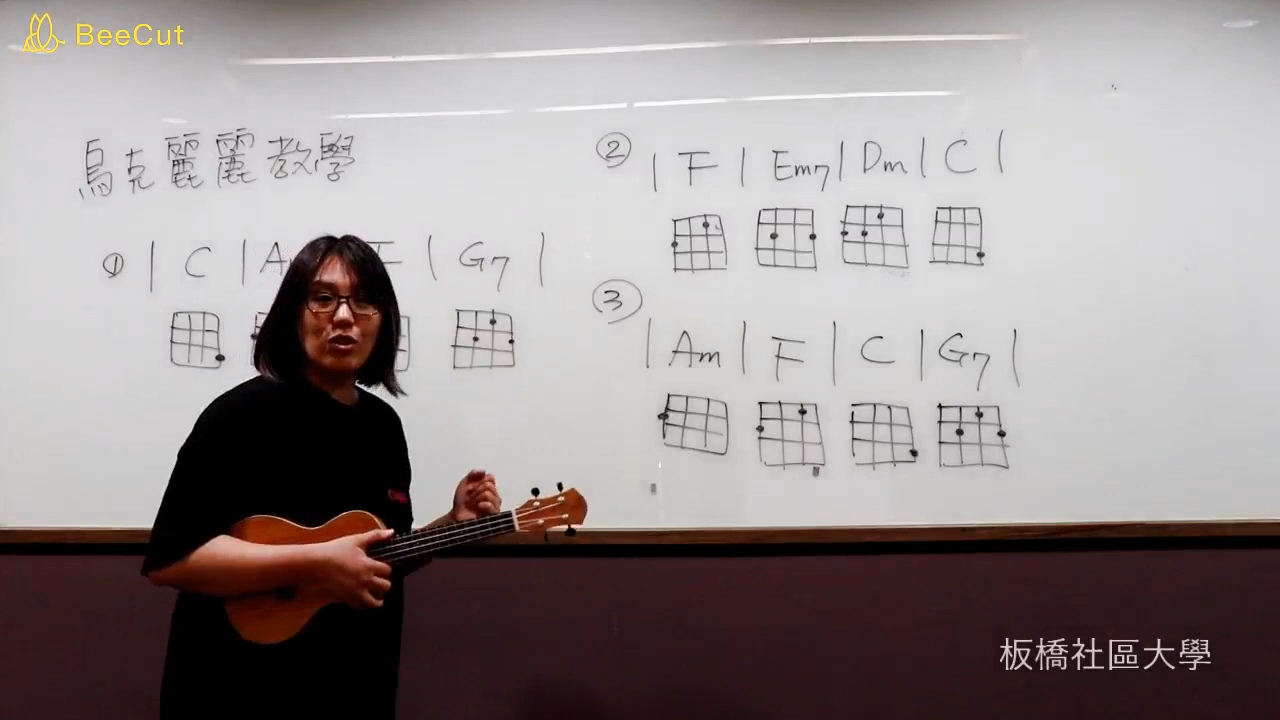 BeeCut
烏克麗麗教學
① | C | Am | F | G7 |
② | F | Em7 | Dm | C |
③
| Am | F | C | G7 |
板橋社區大學